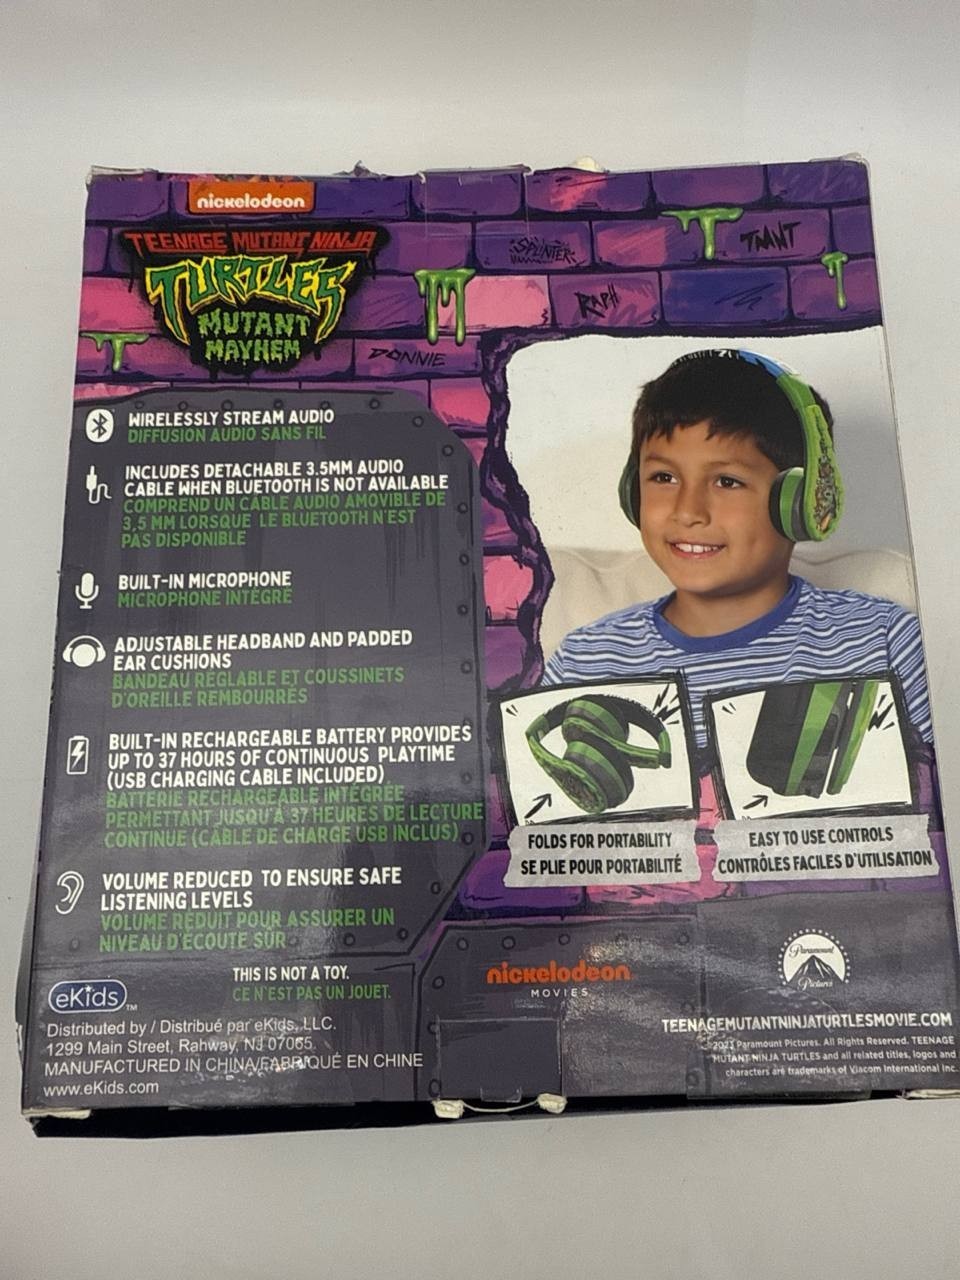 nickelodeon
TEENAGE MUTANT NINJA
TURTLES
MUTANT
MAYHEM
SPLINTER
TMNT
RAPH
DONNIE
WIRELESSLY STREAM AUDIO
DIFFUSION AUDIO SANS FIL
INCLUDES DETACHABLE 3.5MM AUDIO
CABLE WHEN BLUETOOTH IS NOT AVAILABLE
COMPREND UN CÂBLE AUDIO AMOVIBLE DE
3,5 MM LORSQUE LE BLUETOOTH N'EST
PAS DISPONIBLE
BUILT-IN MICROPHONE
MICROPHONE INTÉGRÉ
ADJUSTABLE HEADBAND AND PADDED
EAR CUSHIONS
BANDEAU RÉGLABLE ET COUSSINETS
D'OREILLE REMBOURRÉS
BUILT-IN RECHARGEABLE BATTERY PROVIDES
UP TO 37 HOURS OF CONTINUOUS PLAYTIME
(USB CHARGING CABLE INCLUDED)
BATTERIE RECHARGEABLE INTÉGRÉE
PERMETTANT JUSQU'À 37 HEURES DE LECTURE
CONTINUE (CÂBLE DE CHARGE USB INCLUS)
VOLUME REDUCED TO ENSURE SAFE
LISTENING LEVELS
VOLUME RÉDUIT POUR ASSURER UN
NIVEAU D'ÉCOUTE SÛR
FOLDS FOR PORTABILITY
SE PLIE POUR PORTABILITÉ
EASY TO USE CONTROLS
CONTRÔLES FACILES D'UTILISATION
THIS IS NOT A TOY.
CE N'EST PAS UN JOUET.
eKids™
Distributed by / Distribué par eKids, LLC.
1299 Main Street, Rahway, NJ 07065.
MANUFACTURED IN CHINA/FABRIQUÉ EN CHINE
www.eKids.com
nickelodeon
MOVIES
Paramount
Pictures
TEENAGEMUTANTNINJATURTLESMOVIE.COM
©2023 Paramount Pictures. All Rights Reserved. TEENAGE
MUTANT NINJA TURTLES and all related titles, logos and
characters are trademarks of Viacom International Inc.